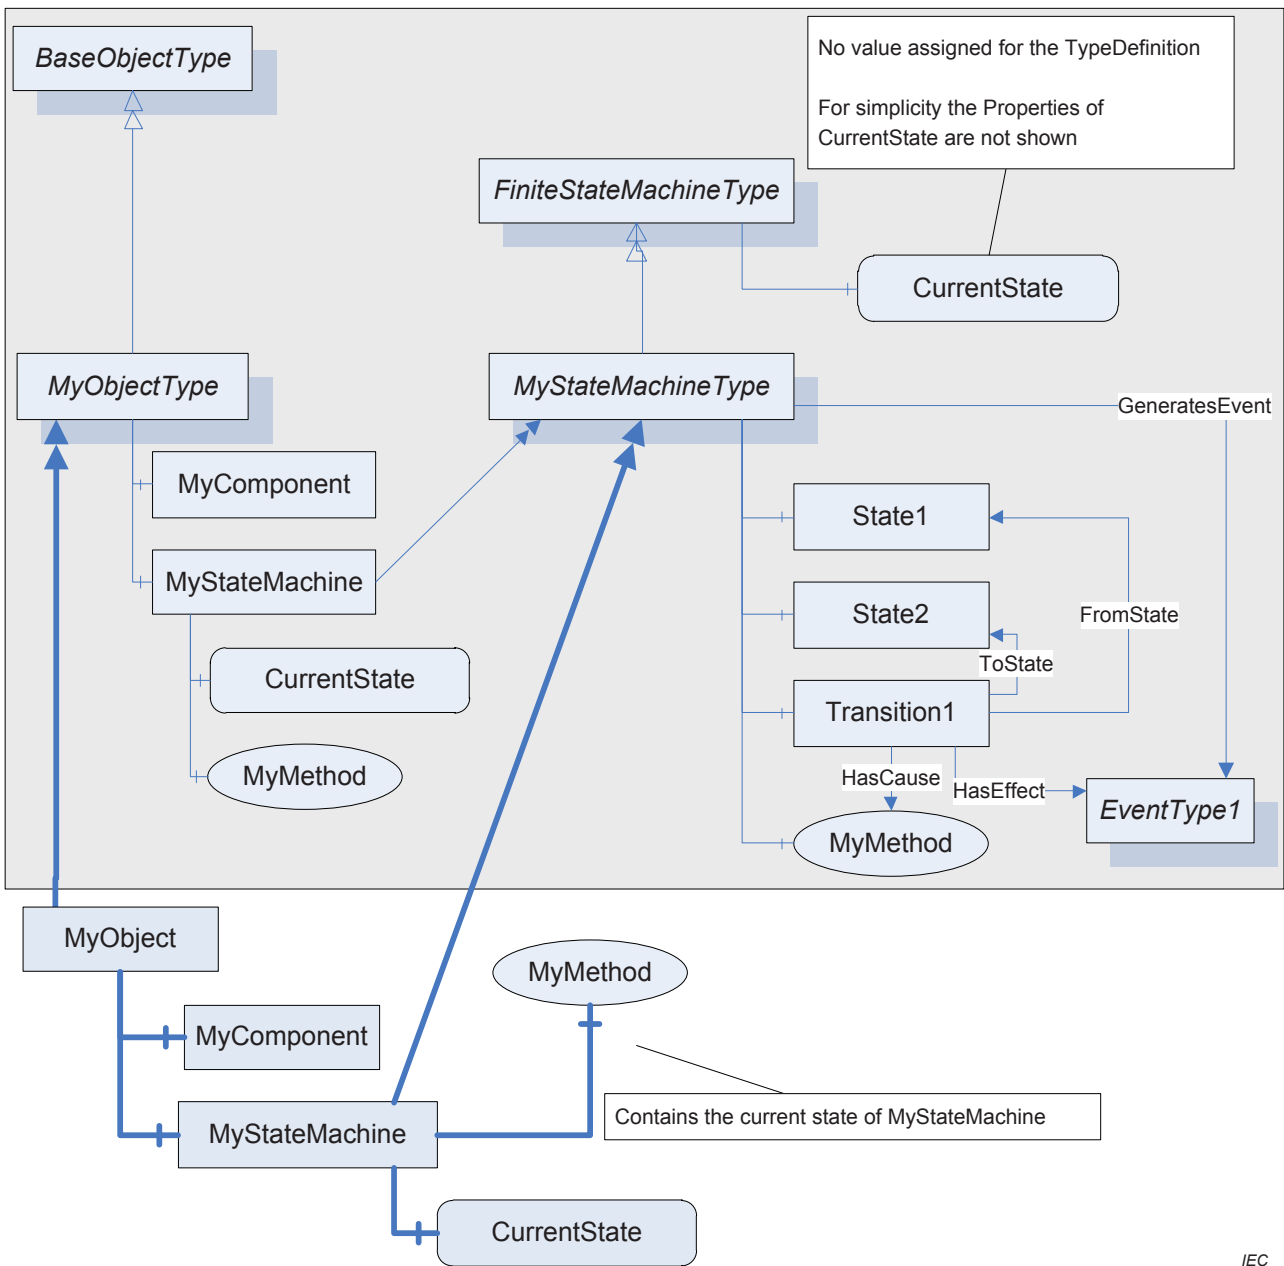 BaseObjectType
No value assigned for the TypeDefinition
For simplicity the Properties of
CurrentState are not shown
FiniteStateMachineType
CurrentState
MyObjectType
MyStateMachineType
GeneratesEvent
MyComponent
State1
MyStateMachine
State2
FromState
ToState
CurrentState
Transition1
MyMethod
HasCause
HasEffect
EventType1
MyMethod
MyObject
MyMethod
MyComponent
Contains the current state of MyStateMachine
MyStateMachine
CurrentState
IEC